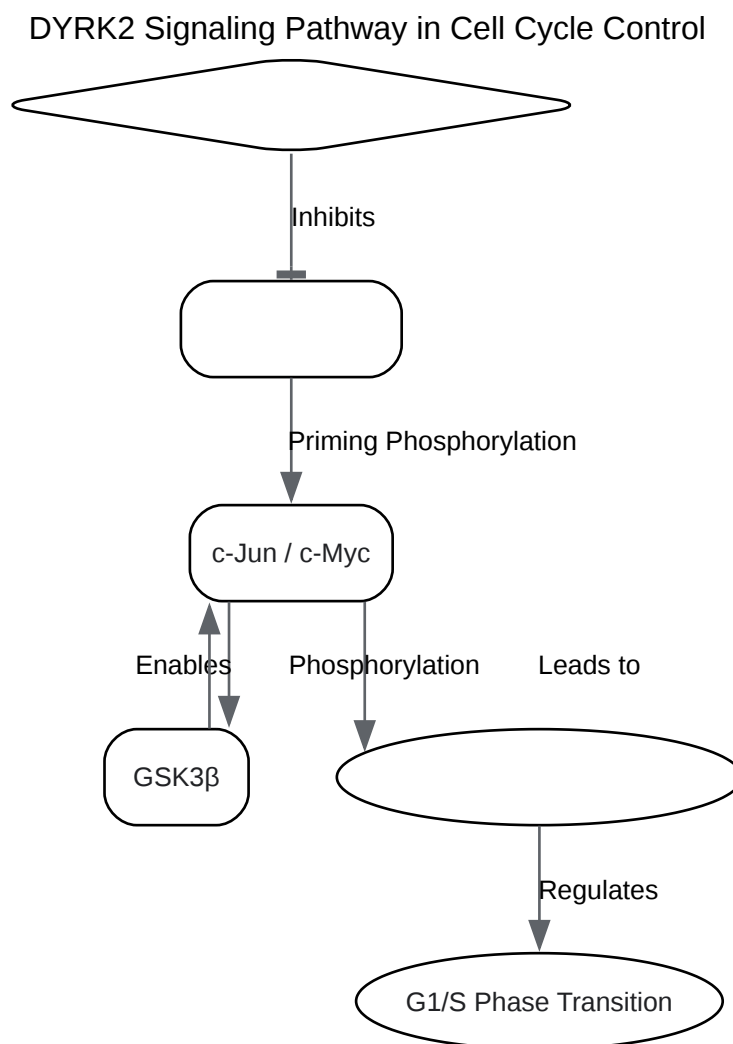 DYRK2 Signaling Pathway in Cell Cycle Control
Inhibits
Priming Phosphorylation
c-Jun / c-Myc
Enables
Phosphorylation
Leads to
GSK3β
Regulates
G1/S Phase Transition